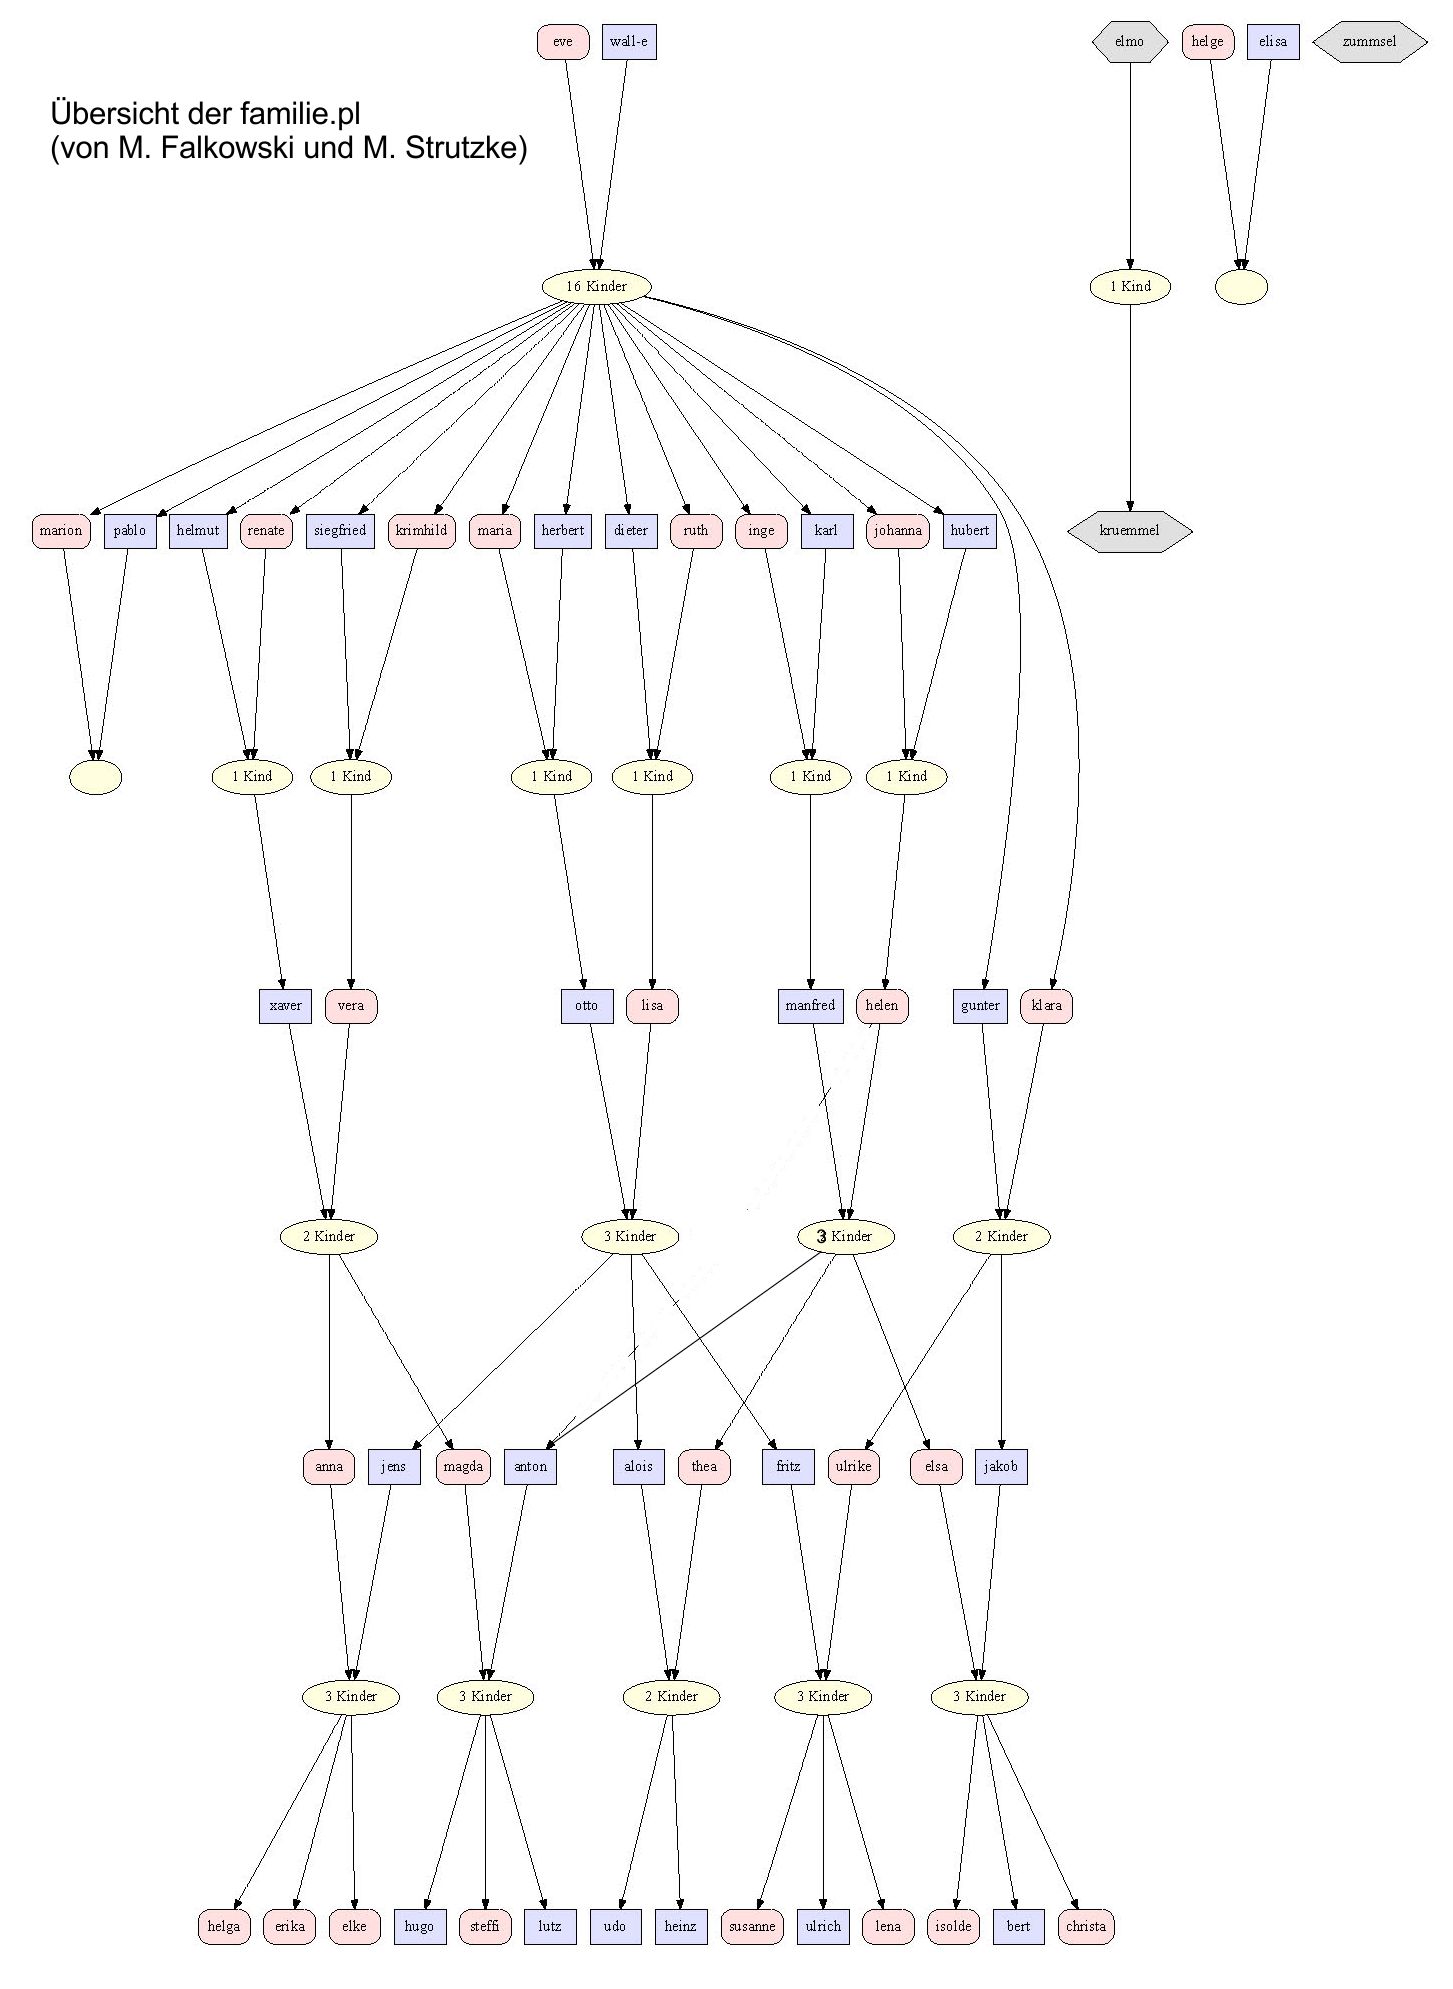 eve
wall-e
elmo
helge
elisa
zummsel
Übersicht der familie.pl
(von M. Falkowski und M. Strutzke)
16 Kinder
1 Kind
marion
pablo
helmut
renate
siegfried
krimhild
maria
herbert
dieter
ruth
inge
karl
johanna
hubert
kruemmel
1 Kind
1 Kind
1 Kind
1 Kind
1 Kind
1 Kind
xaver
vera
otto
lisa
manfred
helen
gunter
klara
2 Kinder
3 Kinder
3 Kinder
2 Kinder
anna
jens
magda
anton
alois
thea
fritz
ulrike
elsa
jakob
3 Kinder
3 Kinder
2 Kinder
3 Kinder
3 Kinder
helga
erika
elke
hugo
steffi
lutz
udo
heinz
susanne
ulrich
lena
isolde
bert
christa